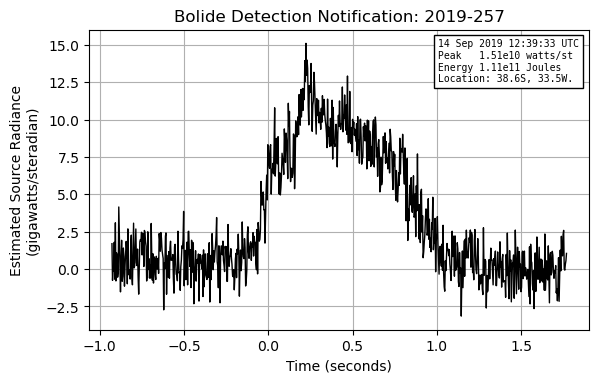 Bolide Detection Notification: 2019-257
14 Sep 2019 12:39:33 UTC
Peak   1.51e10 watts/st
Energy 1.11e11 Joules
Location: 38.6S, 33.5W.
Estimated Source Radiance
(gigawatts/steradian)
15.0
12.5
10.0
7.5
5.0
2.5
0.0
−2.5
−1.0
−0.5
0.0
0.5
1.0
1.5
Time (seconds)